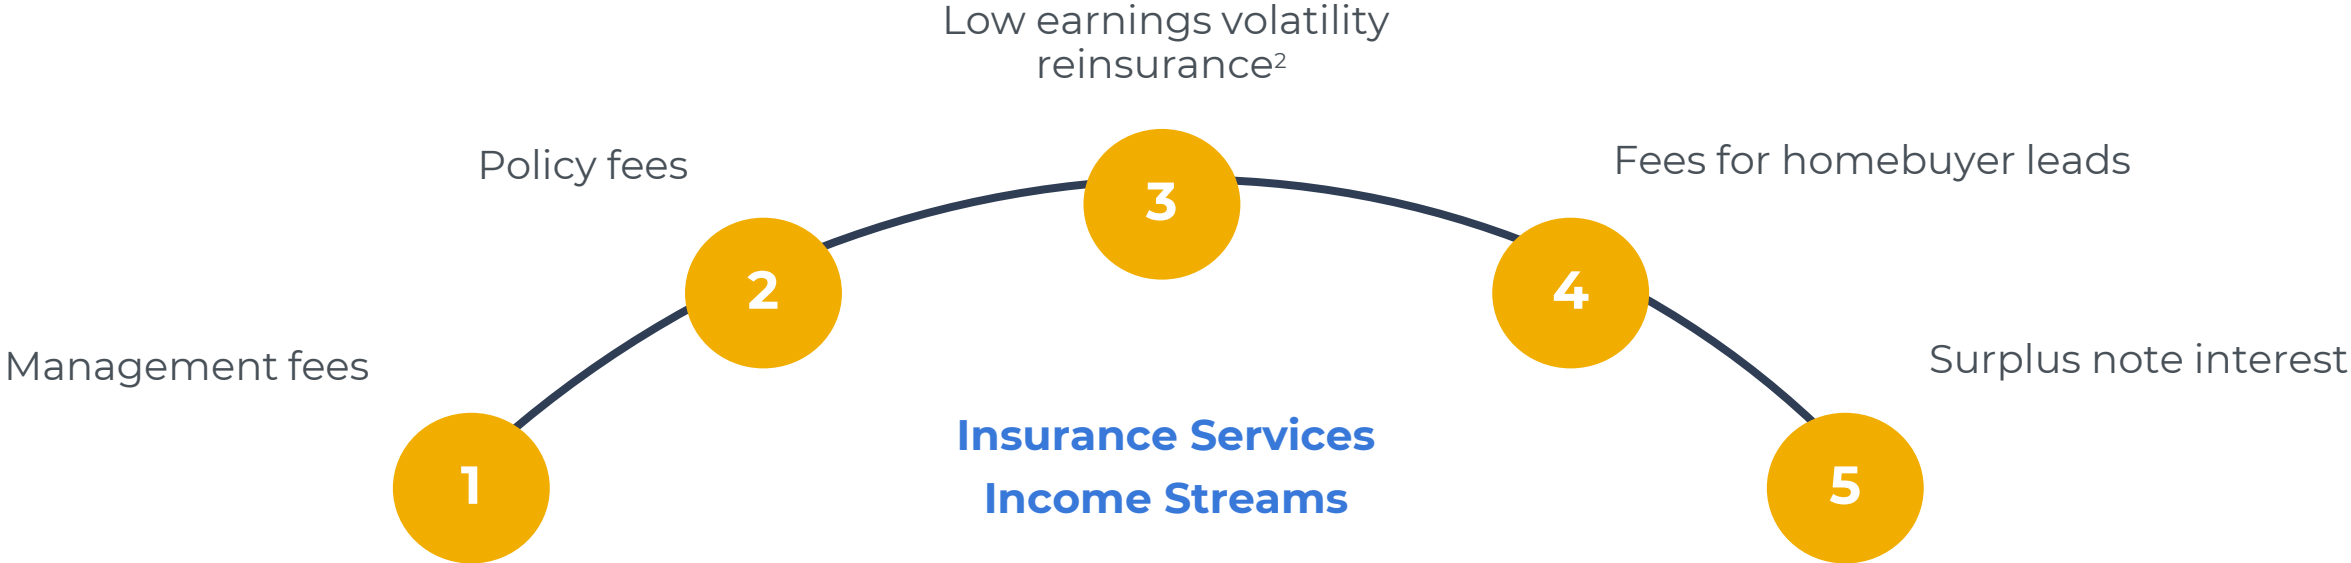 Low earnings volatility
reinsurance²
Policy fees
Fees for homebuyer leads
3
2
4
Management fees
Surplus note interest
Insurance Services
Income Streams
1
5